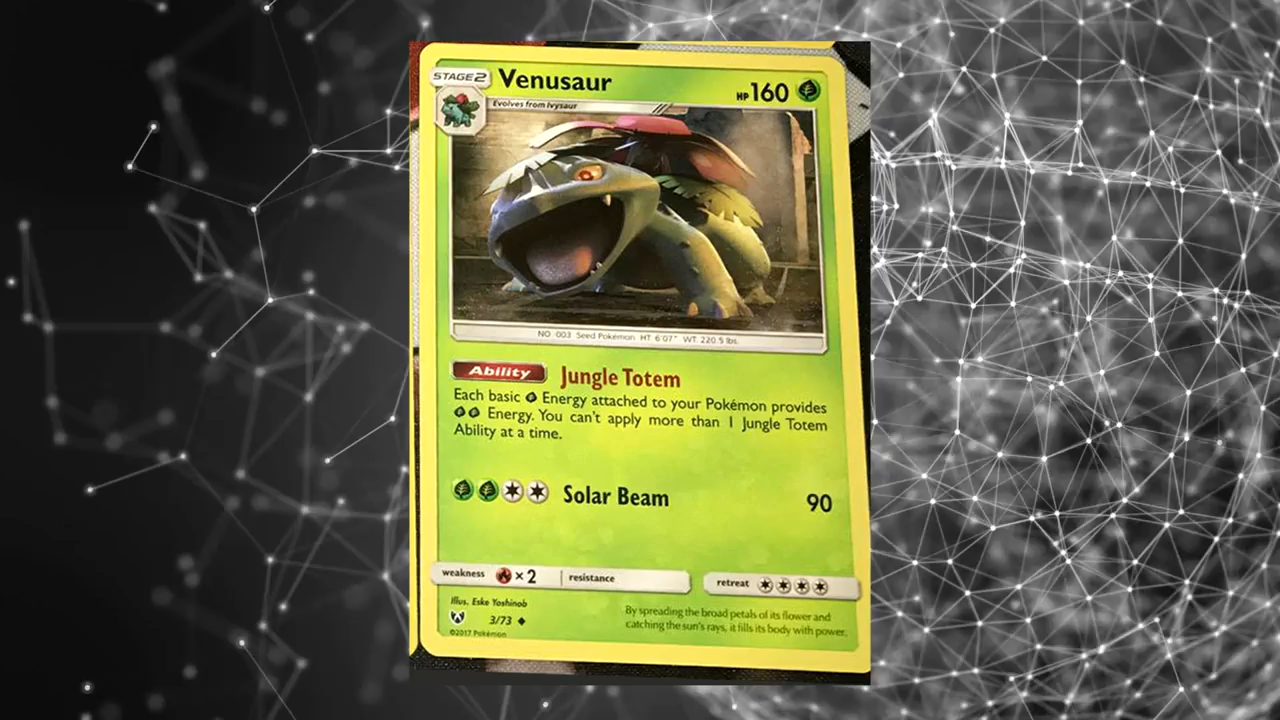 STAGE2 Venusaur HP 160
Evolves from Ivysaur
NO. 003 Seed Pokémon HT 6'07" WT. 220.5 lbs.
Ability Jungle Totem
Each basic Energy attached to your Pokémon provides
Energy. You can't apply more than 1 Jungle Totem
Ability at a time.
Solar Beam 90
weakness ×2 resistance retreat
Illus. Eske Yoshinob
3/73
©2017 Pokémon
By spreading the broad petals of its flower and
catching the sun's rays, it fills its body with power.